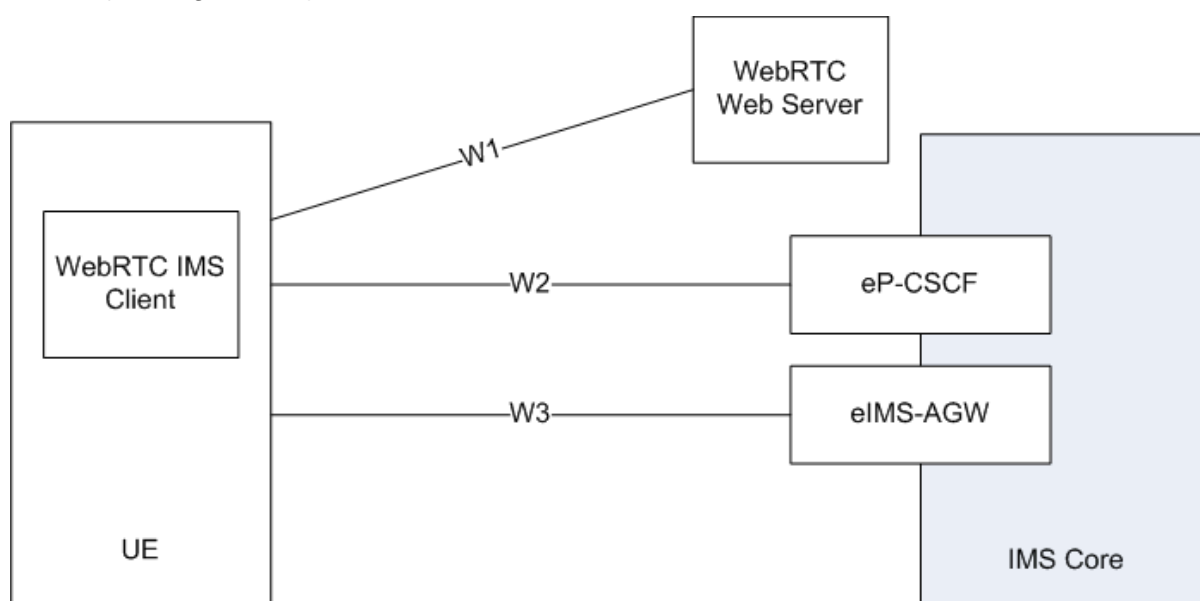 WebRTC
Web Server
W1
WebRTC IMS
Client
W2
eP-CSCF
W3
eIMS-AGW
UE
IMS Core